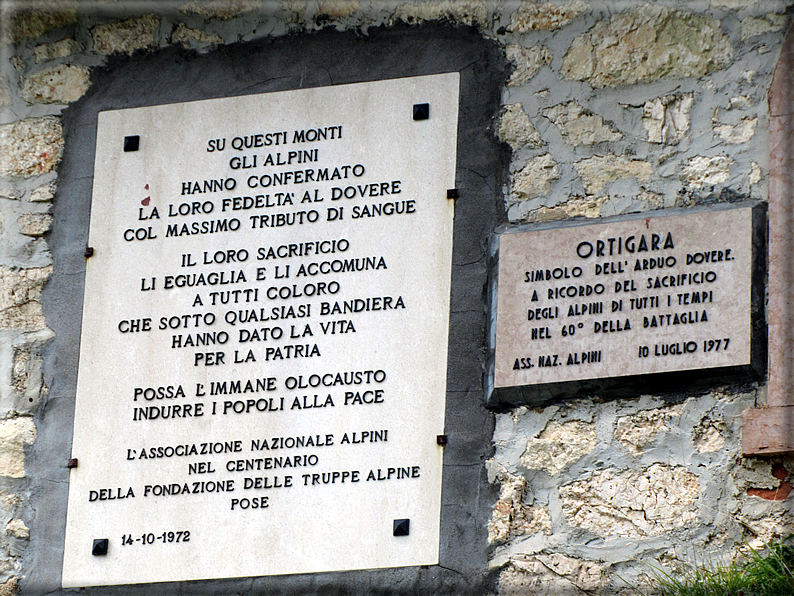 SU QUESTI MONTI
GLI ALPINI
HANNO CONFERMATO
LA LORO FEDELTA' AL DOVERE
COL MASSIMO TRIBUTO DI SANGUE
IL LORO SACRIFICIO
LI EGUAGLIA E LI ACCOMUNA
A TUTTI COLORO
CHE SOTTO QUALSIASI BANDIERA
HANNO DATO LA VITA
PER LA PATRIA
POSSA L'IMMANE OLOCAUSTO
INDURRE I POPOLI ALLA PACE
L'ASSOCIAZIONE NAZIONALE ALPINI
NEL CENTENARIO
DELLA FONDAZIONE DELLE TRUPPE ALPINE
POSE
14-10-1972
ORTIGARA
SIMBOLO DELL'ARDUO DOVERE.
A RICORDO DEL SACRIFICIO
DEGLI ALPINI DI TUTTI I TEMPI
NEL 60° DELLA BATTAGLIA
ASS. NAZ. ALPINI 10 LUGLIO 1977